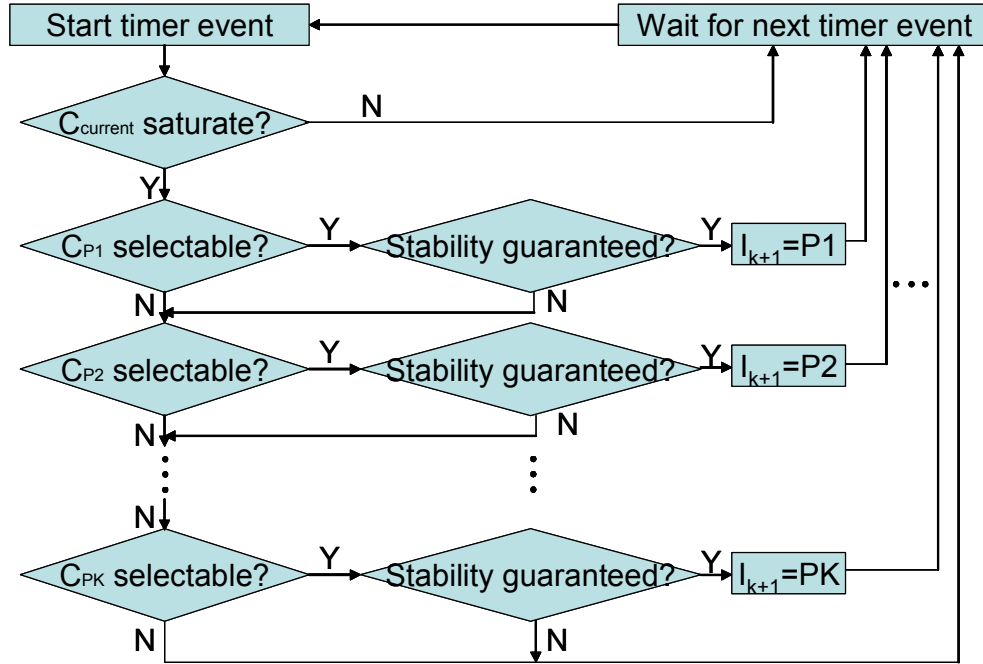 Start timer event
Wait for next timer event
Ccurrent saturate?
N
Y
CP1 selectable?
Y
Stability guaranteed?
Y
Ik+1=P1
N
N
...
CP2 selectable?
Y
Stability guaranteed?
Y
Ik+1=P2
N
N
N
CPK selectable?
Y
Stability guaranteed?
Y
Ik+1=PK
N
N